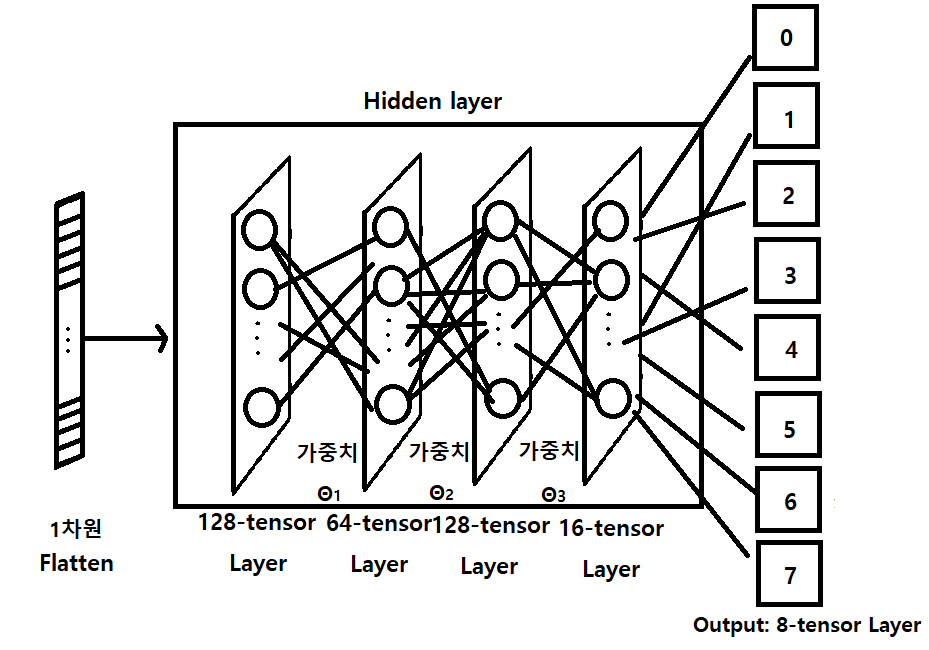 Hidden layer
0
1
2
3
4
5
6
7
가중치
가중치
가중치
Θ1
Θ2
Θ3
1차원
Flatten
128-tensor
Layer
64-tensor
Layer
128-tensor
Layer
16-tensor
Layer
Output: 8-tensor Layer